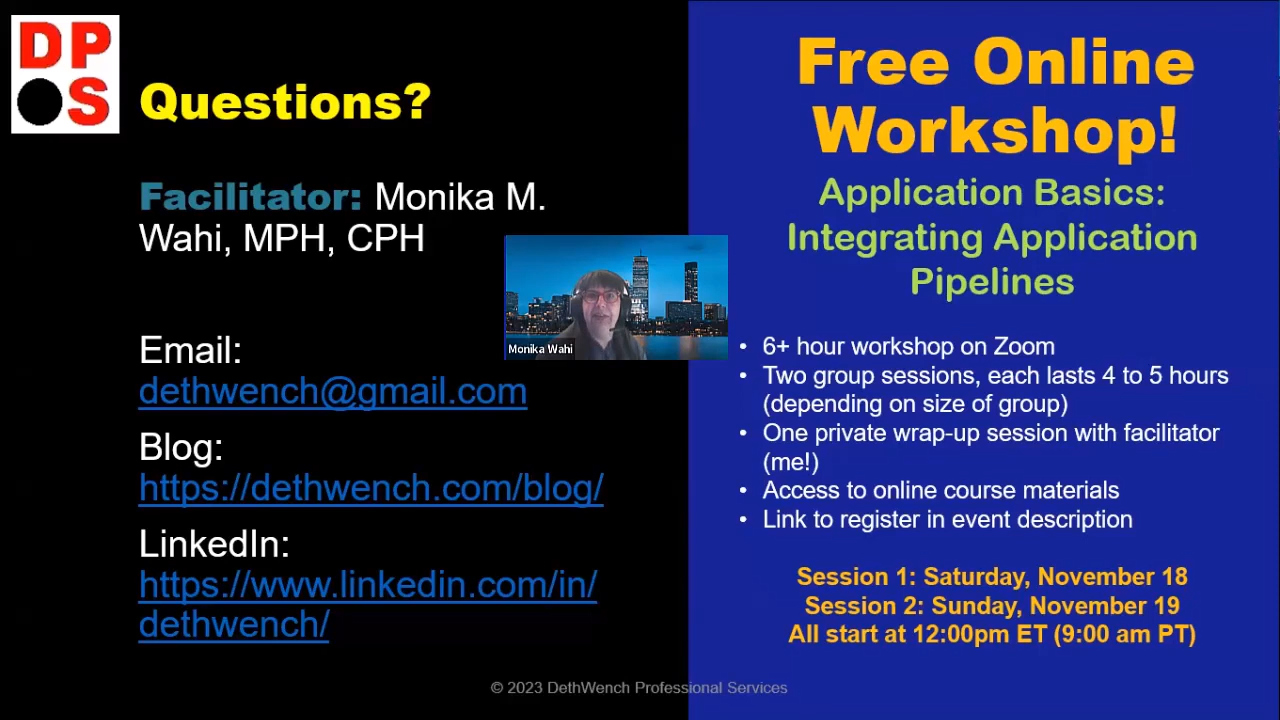 DP
S
Questions?
Facilitator: Monika M.
Wahi, MPH, CPH
Email:
dethwench@gmail.com
Blog:
https://dethwench.com/blog/
LinkedIn:
https://www.linkedin.com/in/
dethwench/
Monika Wahi
Free Online
Workshop!
Application Basics:
Integrating Application
Pipelines
• 6+ hour workshop on Zoom
• Two group sessions, each lasts 4 to 5 hours
(depending on size of group)
• One private wrap-up session with facilitator
(me!)
• Access to online course materials
• Link to register in event description
Session 1: Saturday, November 18
Session 2: Sunday, November 19
All start at 12:00pm ET (9:00 am PT)
© 2023 DethWench Professional Services